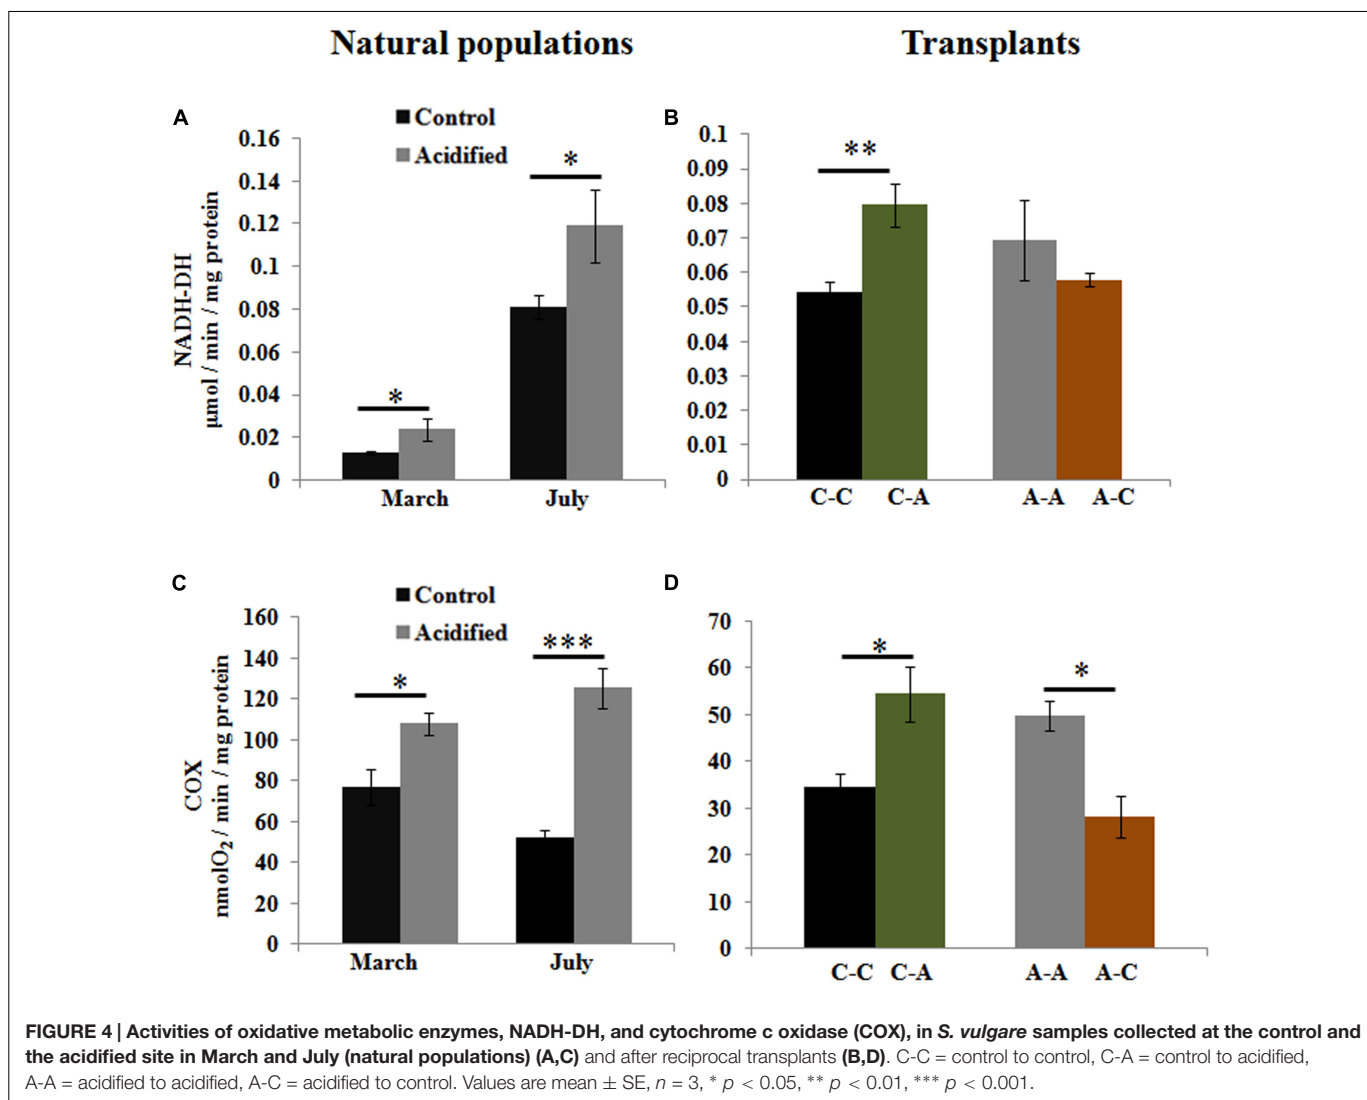 Natural populations
Transplants
A
Control
Acidified
NADH-DH
µmol / min / mg protein
0.16
0.14
0.12
0.1
0.08
0.06
0.04
0.02
0
*
*
March
July
B
0.1
0.09
0.08
0.07
0.06
0.05
0.04
0.03
0.02
0.01
0
**
C-C
C-A
A-A
A-C
C
Control
Acidified
COX
nmolO₂ / min / mg protein
160
140
120
100
80
60
40
20
0
*
***
March
July
D
70
60
50
40
30
20
10
0
*
*
C-C
C-A
A-A
A-C
FIGURE 4 | Activities of oxidative metabolic enzymes, NADH-DH, and cytochrome c oxidase (COX), in S. vulgare samples collected at the control and
the acidified site in March and July (natural populations) (A,C) and after reciprocal transplants (B,D). C-C = control to control, C-A = control to acidified,
A-A = acidified to acidified, A-C = acidified to control. Values are mean ± SE, n = 3, * p < 0.05, ** p < 0.01, *** p < 0.001.